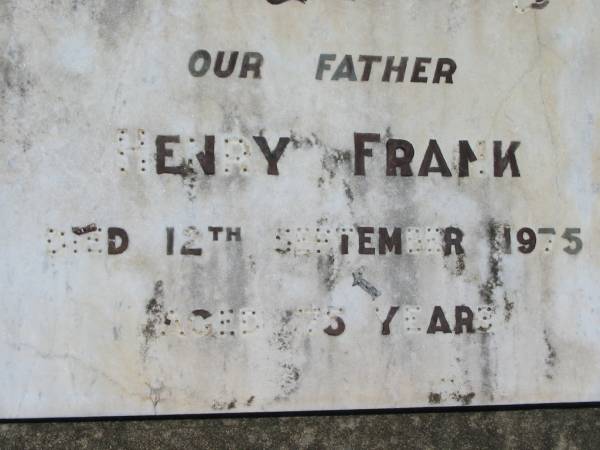 OUR FATHER
HENRY FRANK
DIED 12TH SEPTEMBER 1975
AGED 75 YEARS